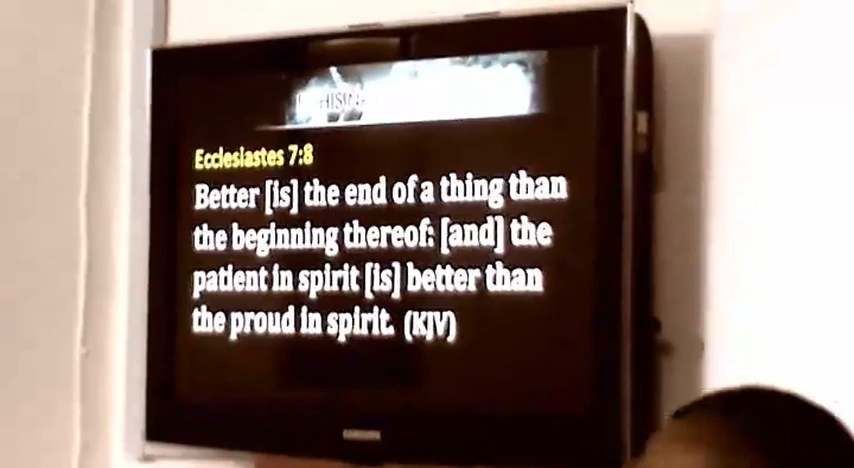 Ecclesiastes 7:8
Better [is] the end of a thing than
the beginning thereof: [and] the
patient in spirit [is] better than
the proud in spirit. (KJV)
SAMSUNG